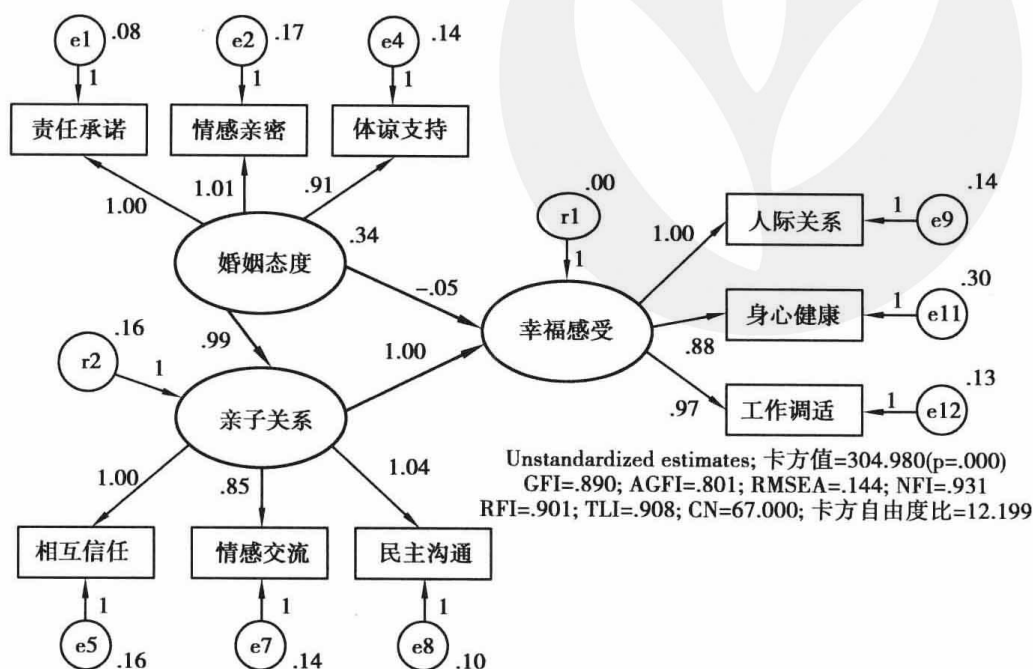 e1 .08
e2 .17
e4 .14
1
1
1
责任承诺
情感亲密
体谅支持
1.00
1.01
.91
婚姻态度
.34
.00
r1
1
-.05
1.00
人际关系
1
e9
.14
幸福感受
身心健康
1
e11
.30
.88
.97
工作调适
1
e12
.13
.99
1.00
.16
r2
1
亲子关系
1.00
.85
1.04
Unstandardized estimates; 卡方值=304.980(p=.000)
GFI=.890; AGFI=.801; RMSEA=.144; NFI=.931
RFI=.901; TLI=.908; CN=67.000; 卡方自由度比=12.199
相互信任
情感交流
民主沟通
1
1
1
e5 .16
e7 .14
e8 .10